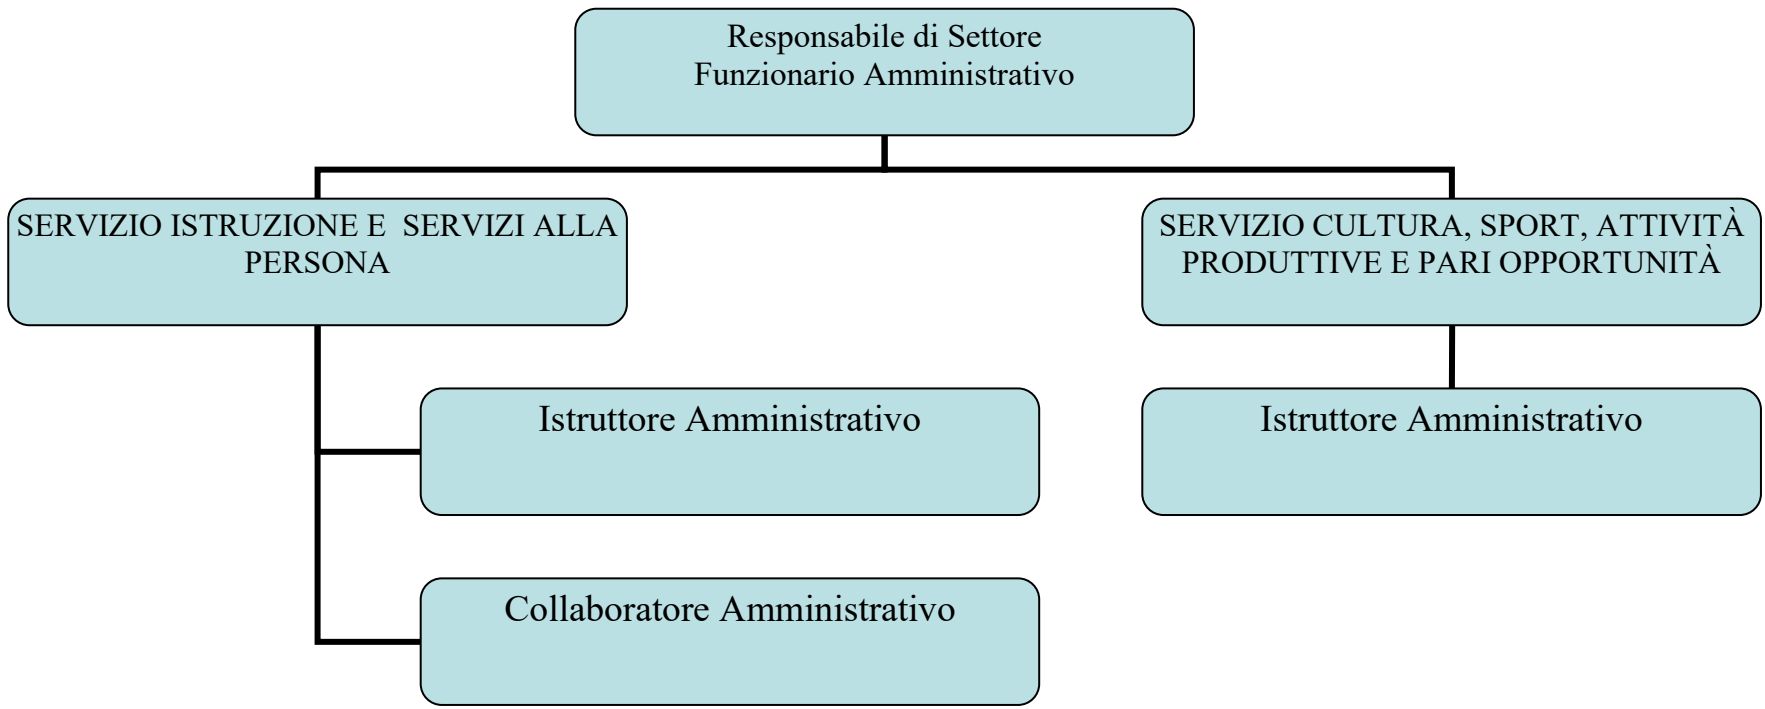 Responsabile di Settore
Funzionario Amministrativo
SERVIZIO ISTRUZIONE E  SERVIZI ALLA
PERSONA
SERVIZIO CULTURA, SPORT, ATTIVITÀ
PRODUTTIVE E PARI OPPORTUNITÀ
Istruttore Amministrativo
Istruttore Amministrativo
Collaboratore Amministrativo